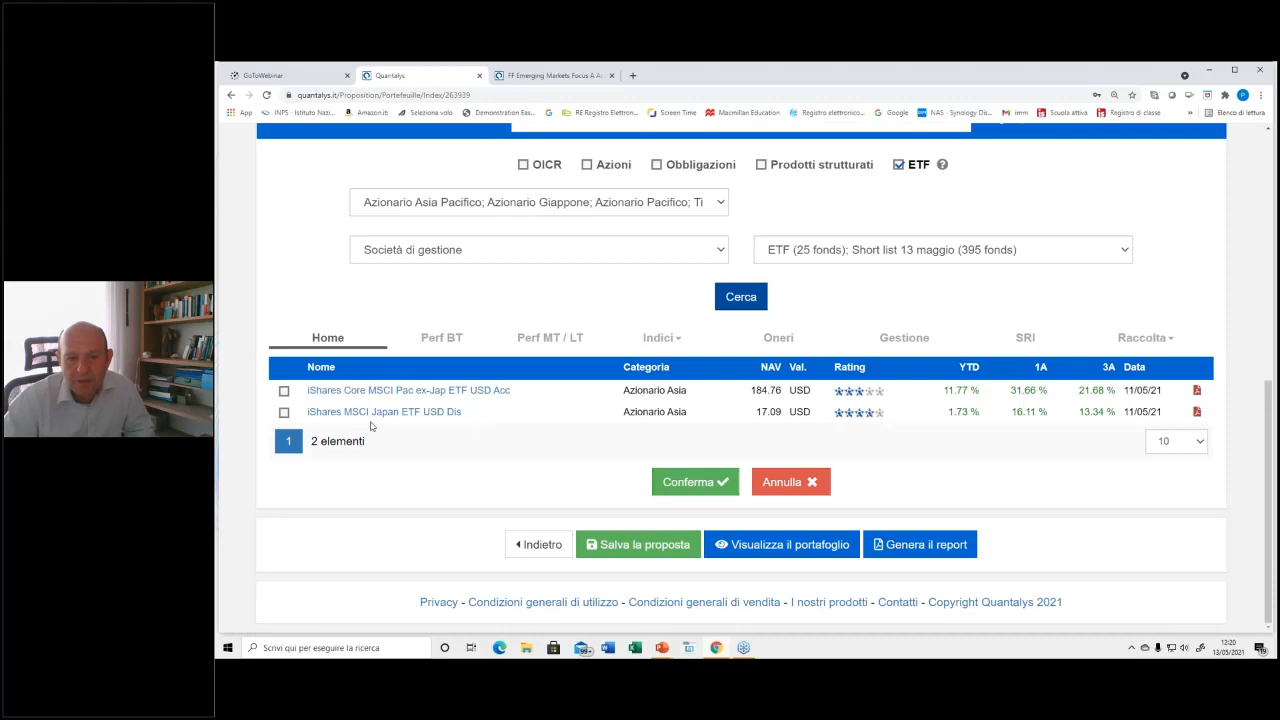 GoToWebinar
Quantalys
FF Emerging Markets Focus A A
quantalys.it/Proposition/Portefeuille/Index/263939
App
INPS - Istituto Nazi...
Amazon.it
Seleziona volo
Demonstration Eas...
G
RE Registro Elettron...
Screen Time
Macmillan Education
Registro elettronico...
Google
NAS - Synology Dis...
imm
Scuola attiva
Registro di classe
»
Elenco di lettura
OICR
Azioni
Obbligazioni
Prodotti strutturati
ETF
Azionario Asia Pacifico; Azionario Giappone; Azionario Pacifico; Ti
Società di gestione
ETF (25 fonds); Short list 13 maggio (395 fonds)
Cerca
Home Perf BT Perf MT / LT Indici Oneri Gestione SRI Raccolta
Nome Categoria NAV Val. Rating YTD 1A 3A Data
iShares Core MSCI Pac ex-Jap ETF USD Acc Azionario Asia 184.76 USD 11.77 % 31.66 % 21.68 % 11/05/21
iShares MSCI Japan ETF USD Dis Azionario Asia 17.09 USD 1.73 % 16.11 % 13.34 % 11/05/21
1 2 elementi 10
Conferma Annulla
Indietro Salva la proposta Visualizza il portafoglio Genera il report
Privacy - Condizioni generali di utilizzo - Condizioni generali di vendita - I nostri prodotti - Contatti - Copyright Quantalys 2021
Scrivi qui per eseguire la ricerca
99+
12:20
13/05/2021